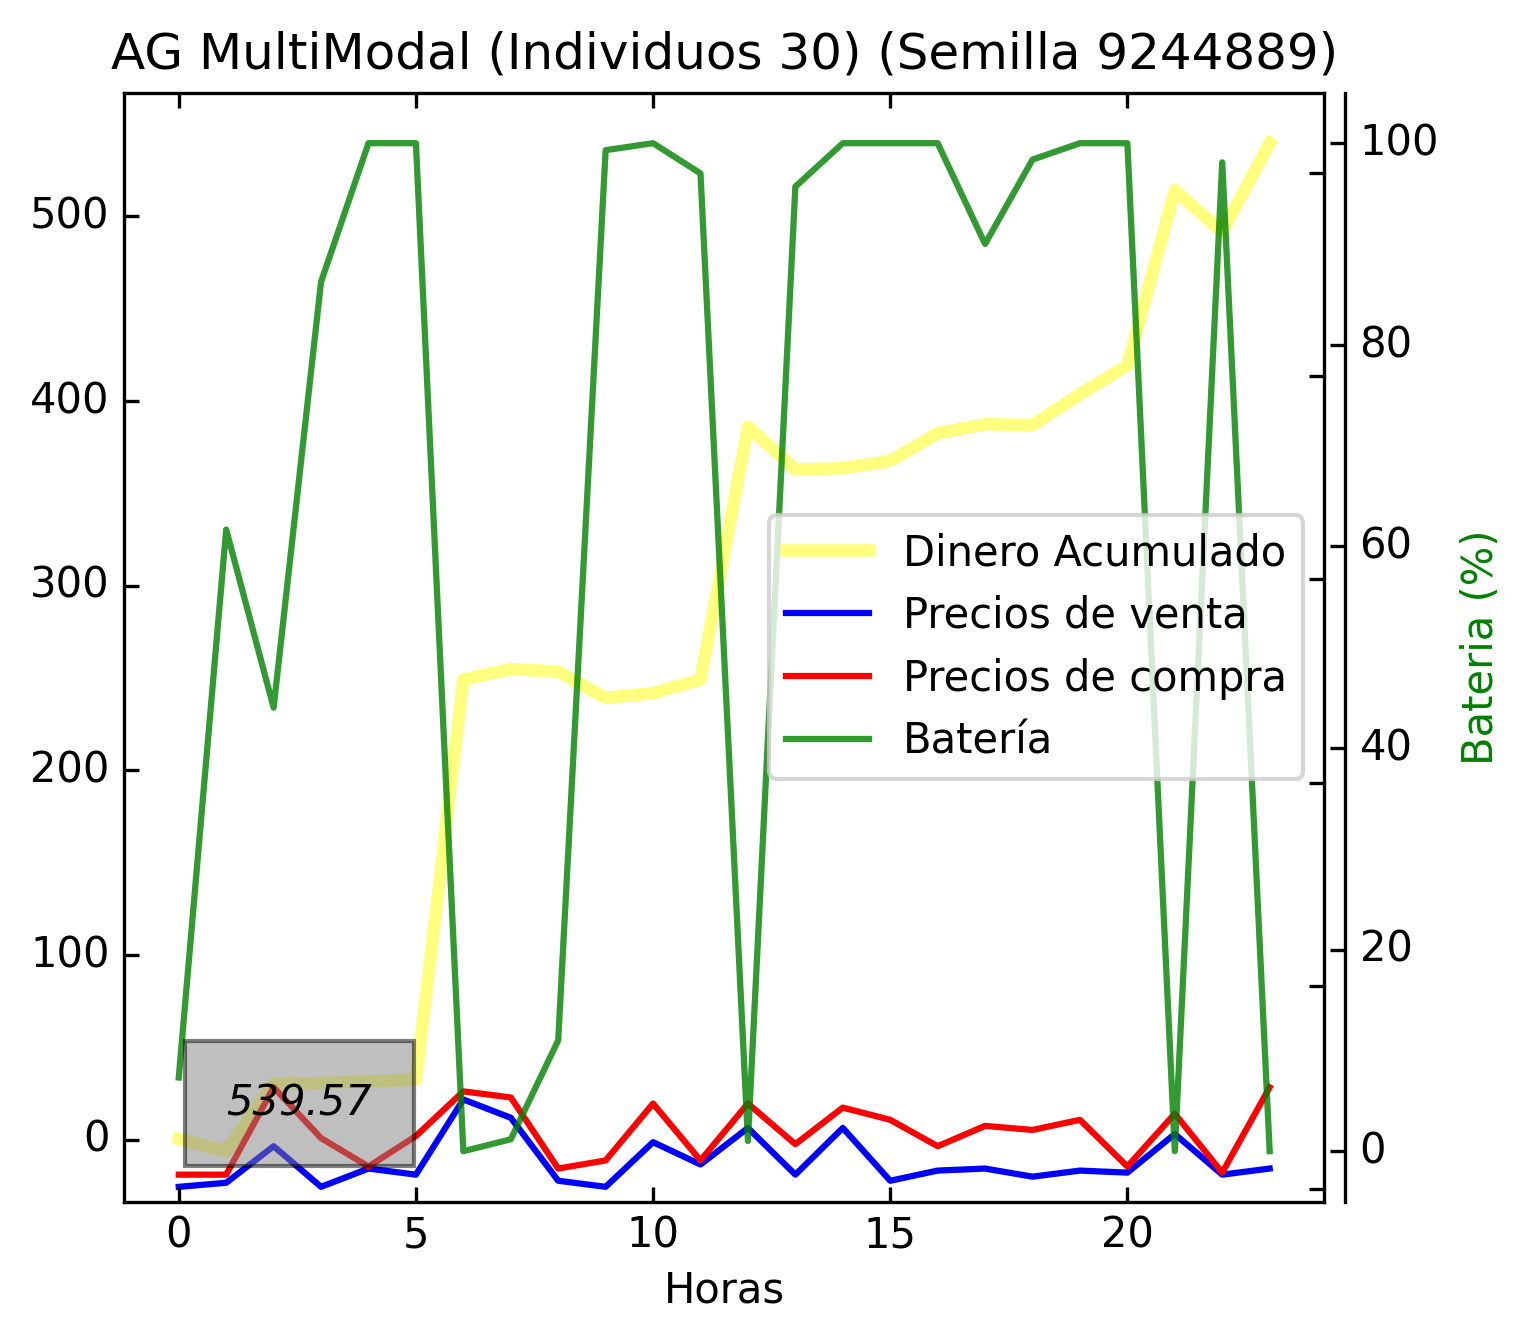 AG MultiModal (Individuos 30) (Semilla 9244889)
500
400
300
200
100
0
100
80
60
40
20
0
Bateria (%)
Dinero Acumulado
Precios de venta
Precios de compra
Batería
539.57
0 5 10 15 20
Horas